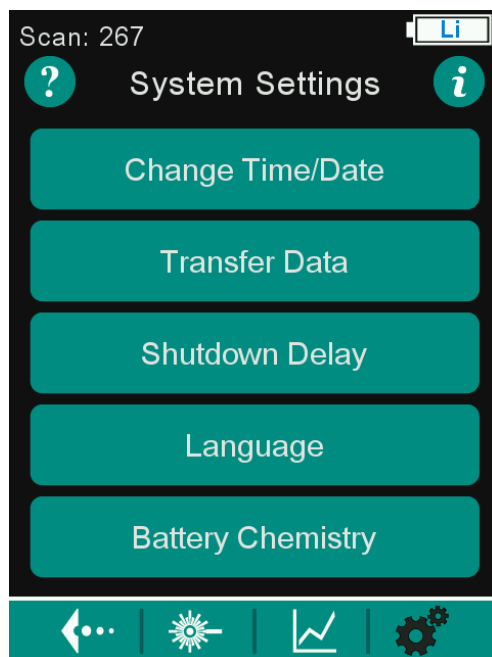 Scan: 267
Li
?
System Settings
i
Change Time/Date
Transfer Data
Shutdown Delay
Language
Battery Chemistry